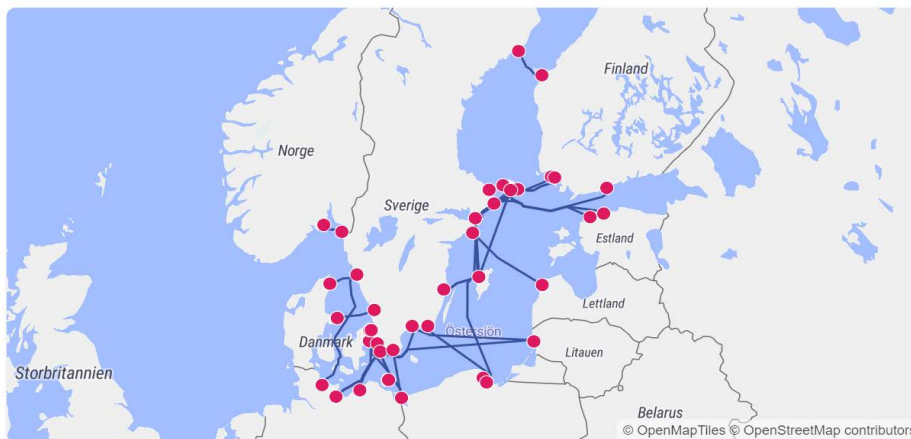 Finland
Norge
Sverige
Estland
Lettland
Östersjön
Danmark
Litauen
Storbritannien
Belarus
© OpenMapTiles © OpenStreetMap contributors